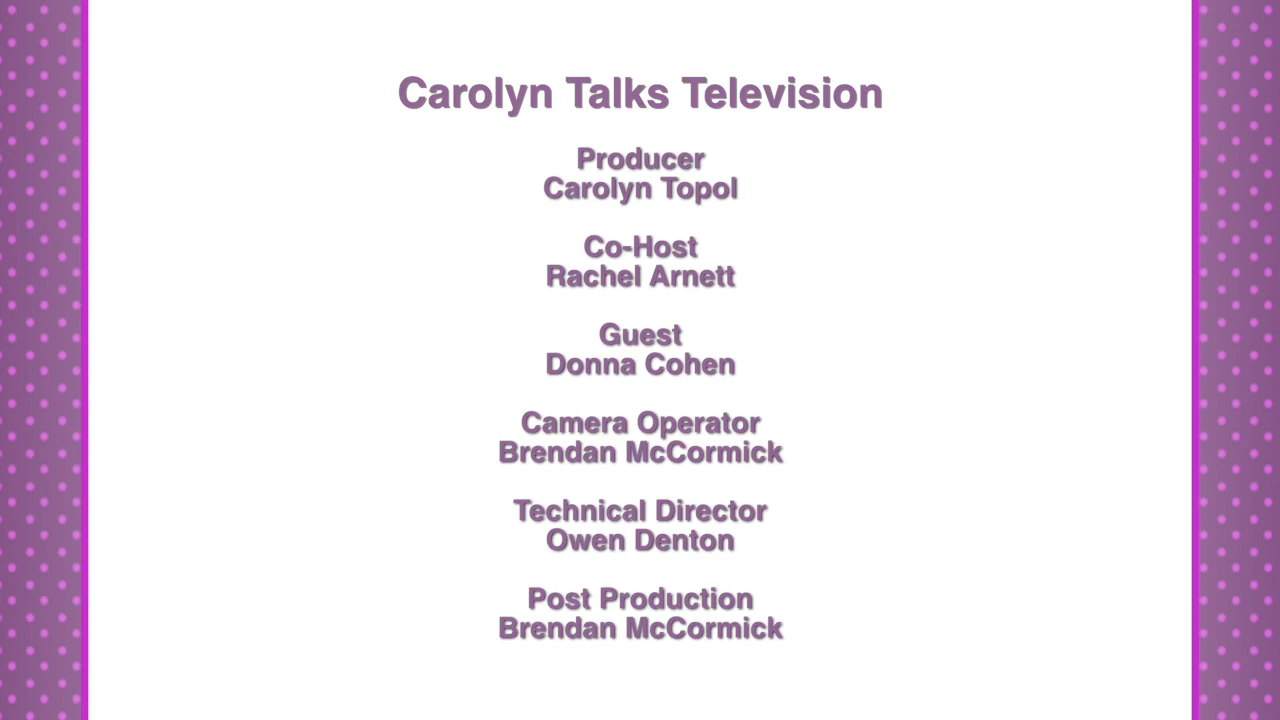 Carolyn Talks Television
Producer
Carolyn Topol
Co-Host
Rachel Arnett
Guest
Donna Cohen
Camera Operator
Brendan McCormick
Technical Director
Owen Denton
Post Production
Brendan McCormick